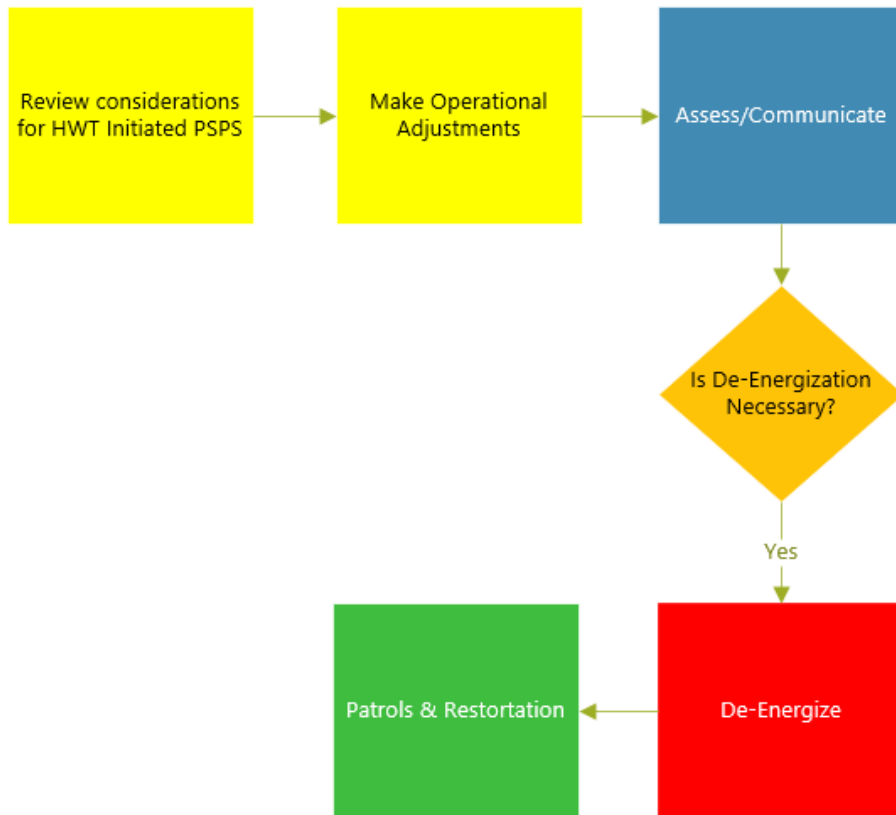 Review considerations
for HWT Initiated PSPS
Make Operational
Adjustments
Assess/Communicate
Is De-Energization
Necessary?
Yes
De-Energize
Patrols & Restortation